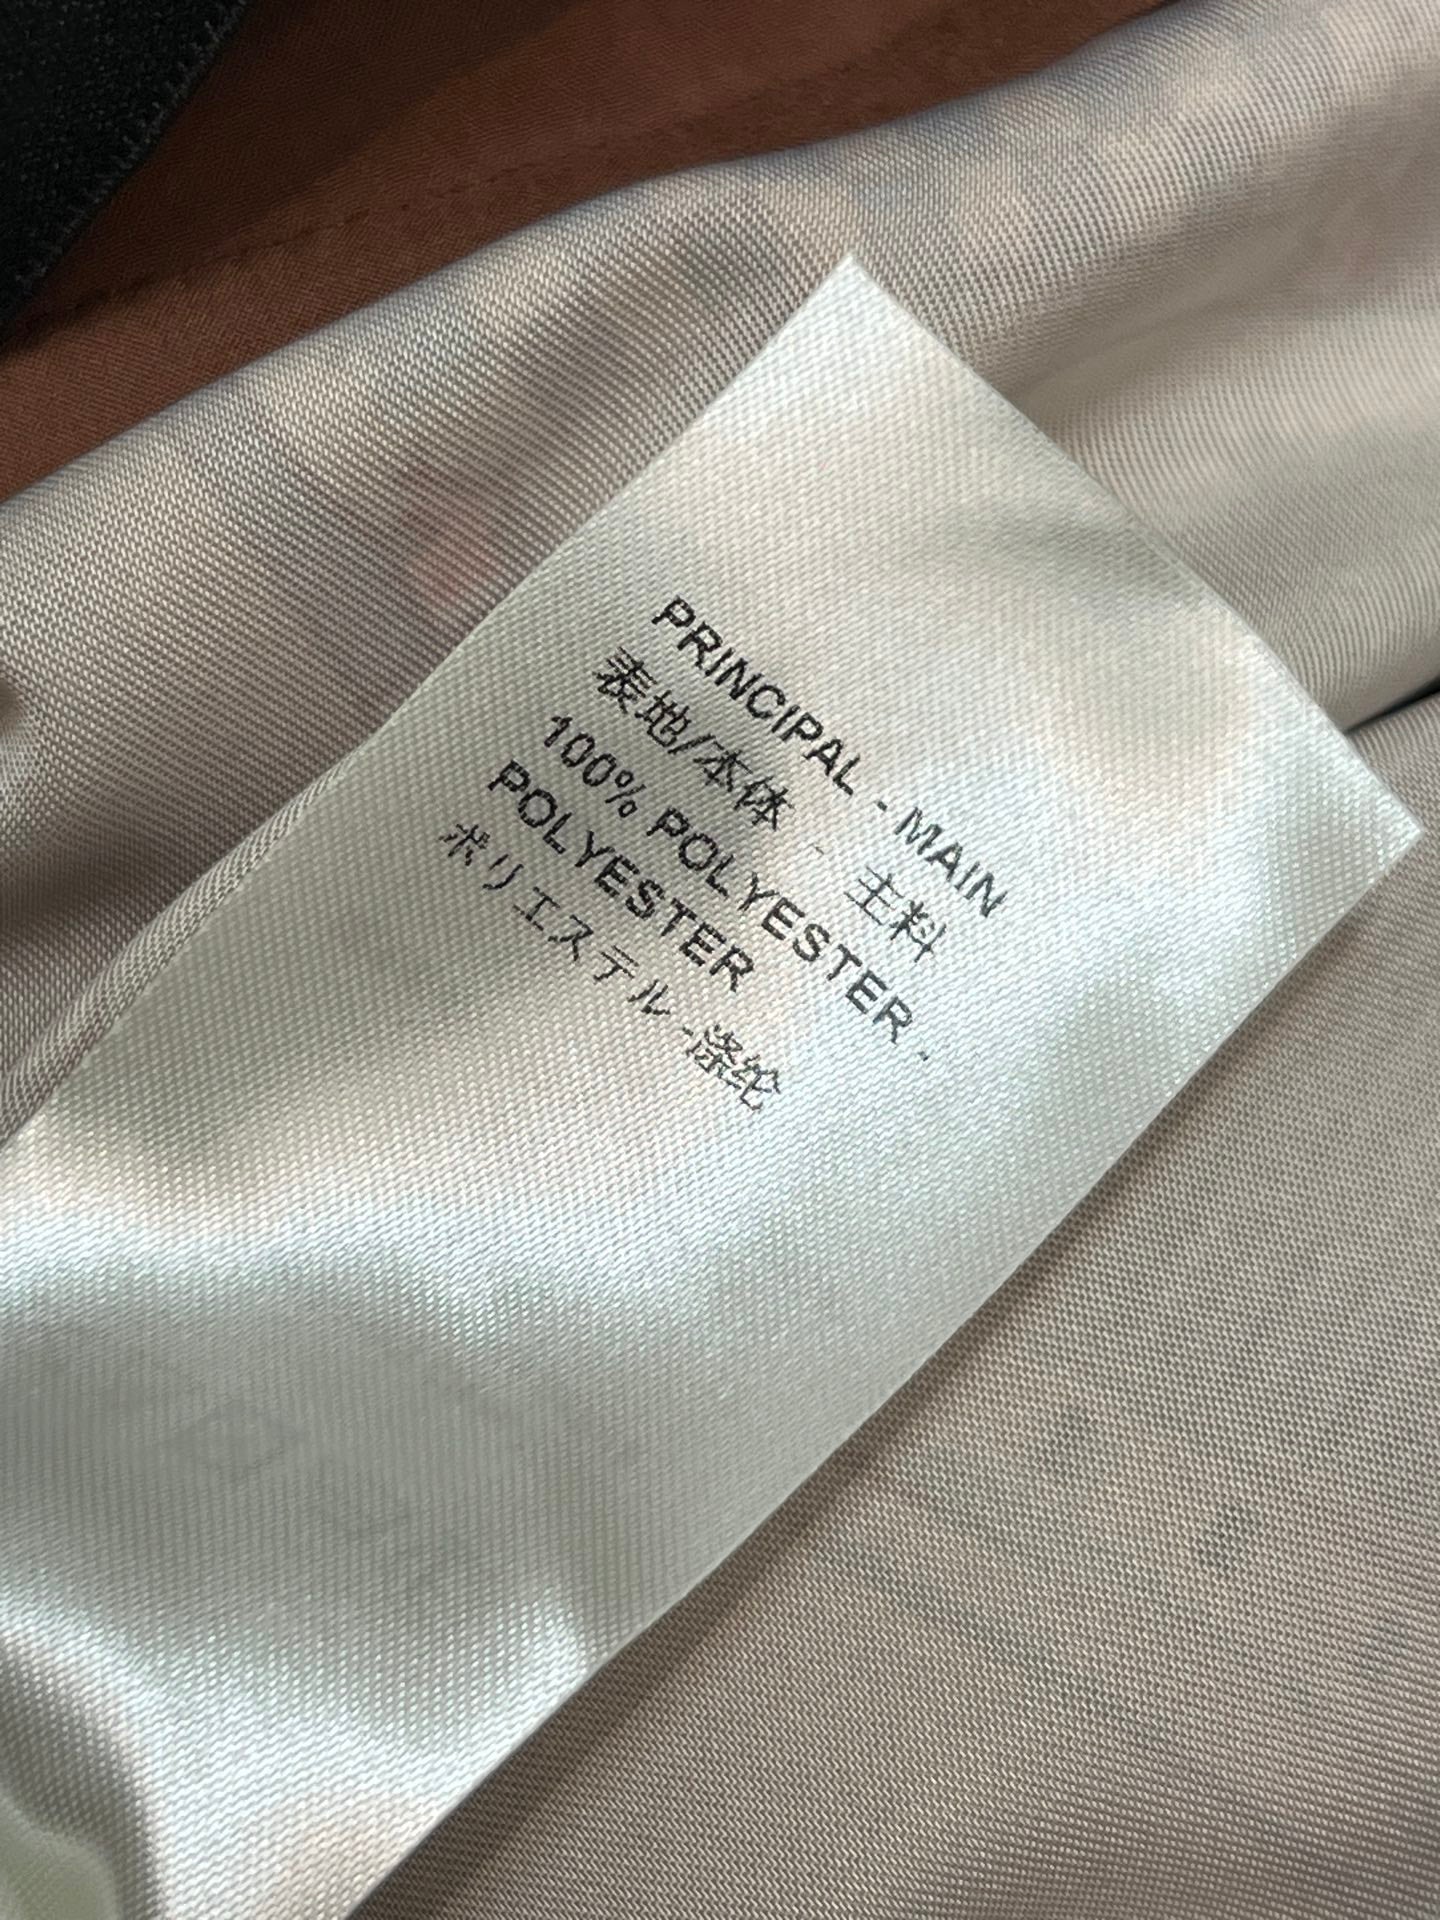 PRINCIPAL - MAIN
表地/本体 - 主料
100% POLYESTER -
POLYESTER
ポリエステル -涤纶